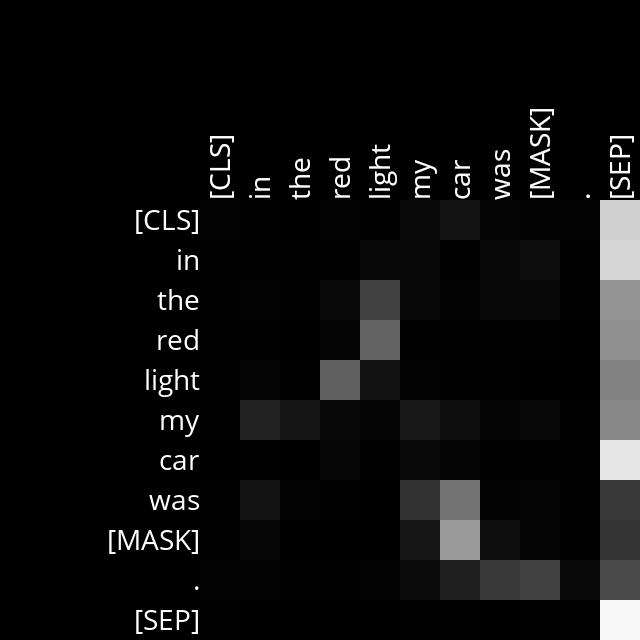 [CLS] in the red light my car was [MASK] . [SEP]
[CLS]
in
the
red
light
my
car
was
[MASK]
.
[SEP]